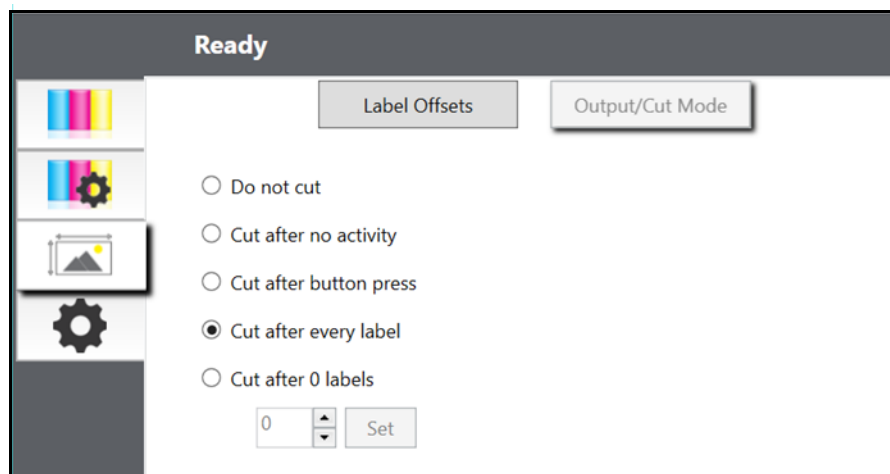 Ready
Label Offsets
Output/Cut Mode
Do not cut
Cut after no activity
Cut after button press
Cut after every label
Cut after 0 labels
0
Set